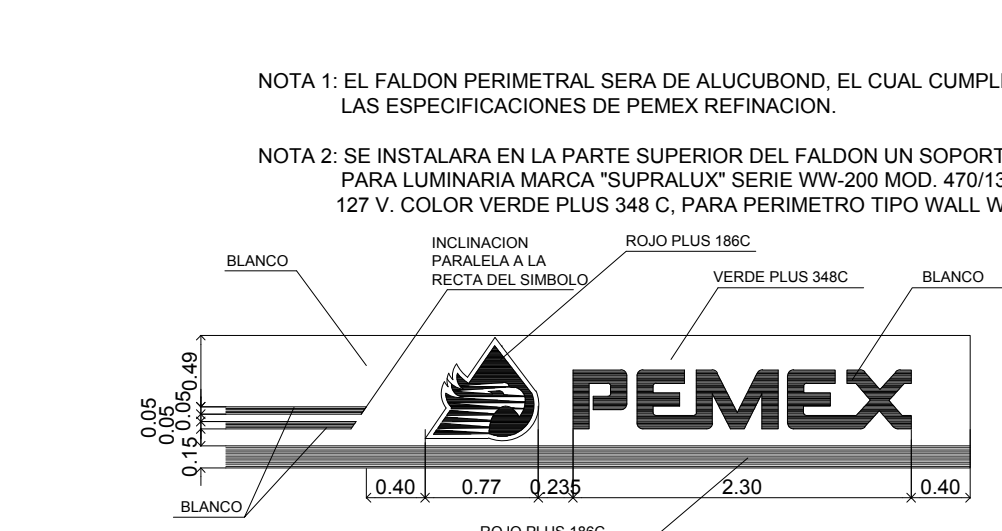 NOTA 1: EL FALDON PERIMETRAL SERA DE ALUCUBOND, EL CUAL CUMPL
LAS ESPECIFICACIONES DE PEMEX REFINACION.
NOTA 2: SE INSTALARA EN LA PARTE SUPERIOR DEL FALDON UN SOPORT
PARA LUMINARIA MARCA "SUPRALUX" SERIE WW-200 MOD. 470/13
127 V. COLOR VERDE PLUS 348 C, PARA PERIMETRO TIPO WALL W
BLANCO
INCLINACION
PARALELA A LA
RECTA DEL SIMBOLO
ROJO PLUS 186C
VERDE PLUS 348C
BLANCO
0.49
0.05
0.05
0.05
0.15
PEMEX
0.40
0.77
0.235
2.30
0.40
BLANCO
ROJO PLUS 186C